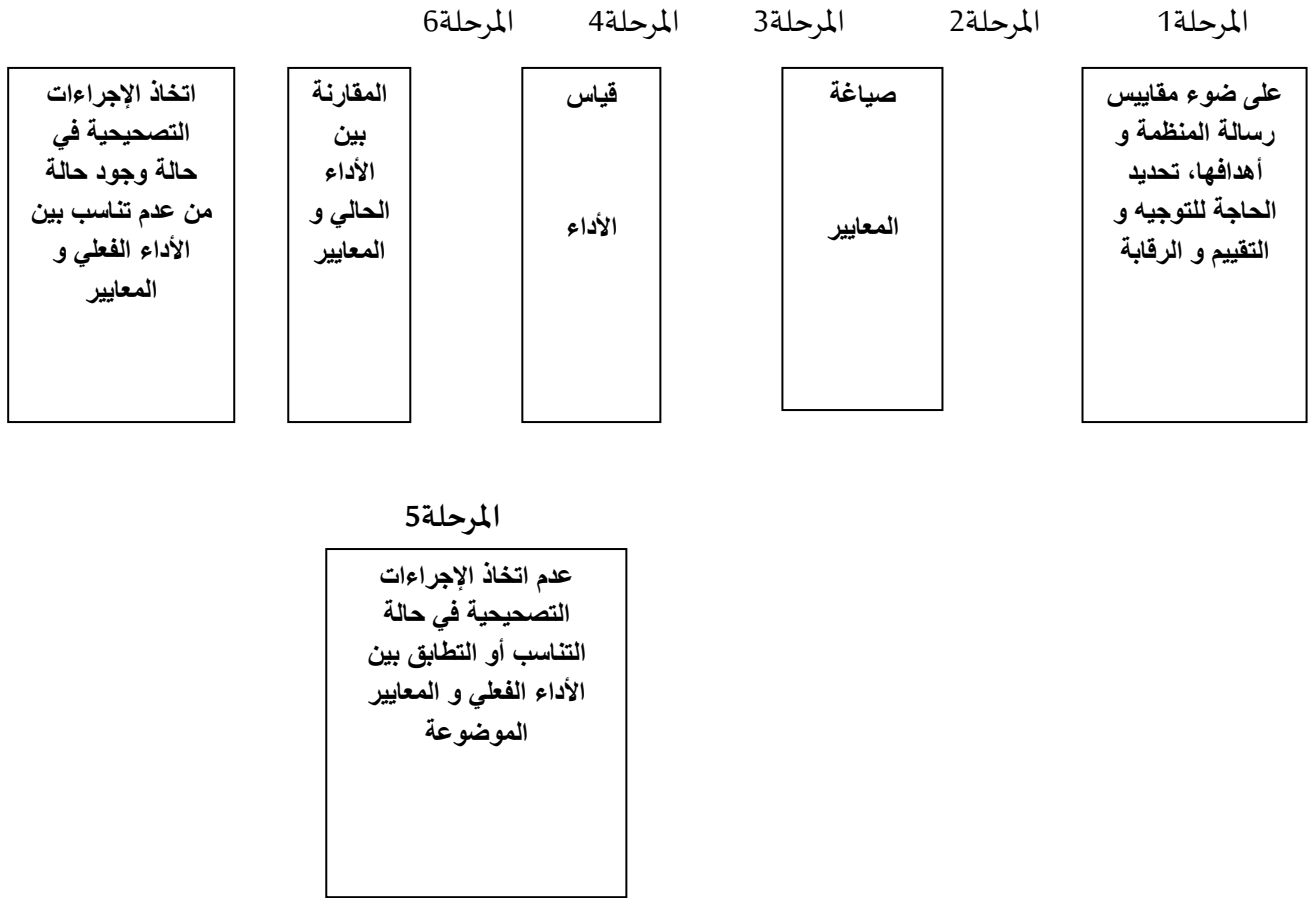 المرحلة1 المرحلة2 المرحلة3 المرحلة4 المرحلة6
على ضوء مقاييس
رسالة المنظمة و
أهدافها، تحديد
الحاجة للتوجيه و
التقييم و الرقابة
صياغة
المعايير
قياس
الأداء
المقارنة
بين
الأداء
الحالي و
المعايير
اتخاذ الإجراءات
التصحيحية في
حالة وجود حالة
من عدم تناسب بين
الأداء الفعلي و
المعايير
المرحلة5
عدم اتخاذ الإجراءات
التصحيحية في حالة
التناسب أو التطابق بين
الأداء الفعلي و المعايير
الموضوعة